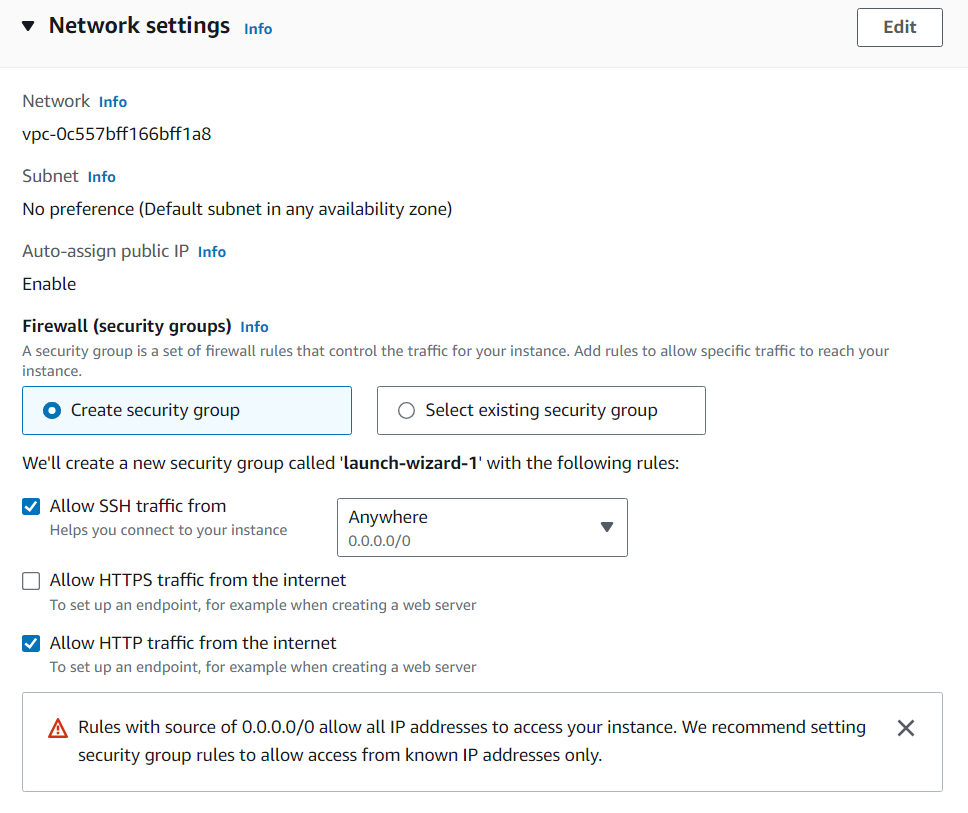 Network settings Info
Edit
Network Info
vpc-0c557bff166bff1a8
Subnet Info
No preference (Default subnet in any availability zone)
Auto-assign public IP Info
Enable
Firewall (security groups) Info
A security group is a set of firewall rules that control the traffic for your instance. Add rules to allow specific traffic to reach your
instance.
Create security group
Select existing security group
We'll create a new security group called 'launch-wizard-1' with the following rules:
Allow SSH traffic from
Helps you connect to your instance
Anywhere
0.0.0.0/0
Allow HTTPS traffic from the internet
To set up an endpoint, for example when creating a web server
Allow HTTP traffic from the internet
To set up an endpoint, for example when creating a web server
Rules with source of 0.0.0.0/0 allow all IP addresses to access your instance. We recommend setting
security group rules to allow access from known IP addresses only.